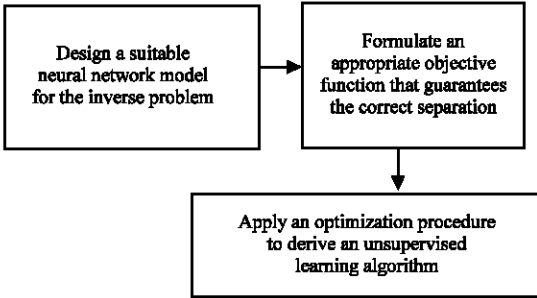 Design a suitable
neural network model
for the inverse problem
Formulate an
appropriate objective
function that guarantees
the correct separation
Apply an optimization procedure
to derive an unsupervised
learning algorithm